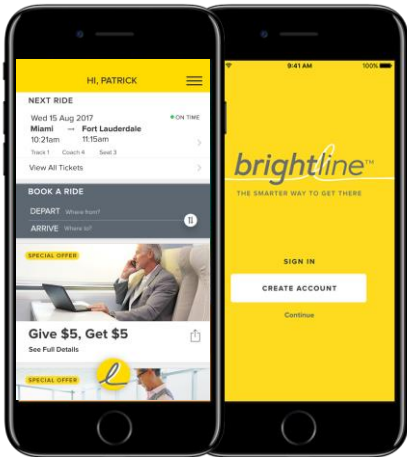 HI, PATRICK
NEXT RIDE
Wed 15 Aug 2017
ON TIME
Miami → Fort Lauderdale
10:21am 11:15am
Track 1 Coach 4 Seat 3
View All Tickets
BOOK A RIDE
DEPART Where from?
ARRIVE Where to?
SPECIAL OFFER
Give $5, Get $5
See Full Details
SPECIAL OFFER
9:41 AM 100%
brightline™
THE SMARTER WAY TO GET THERE
SIGN IN
CREATE ACCOUNT
Continue